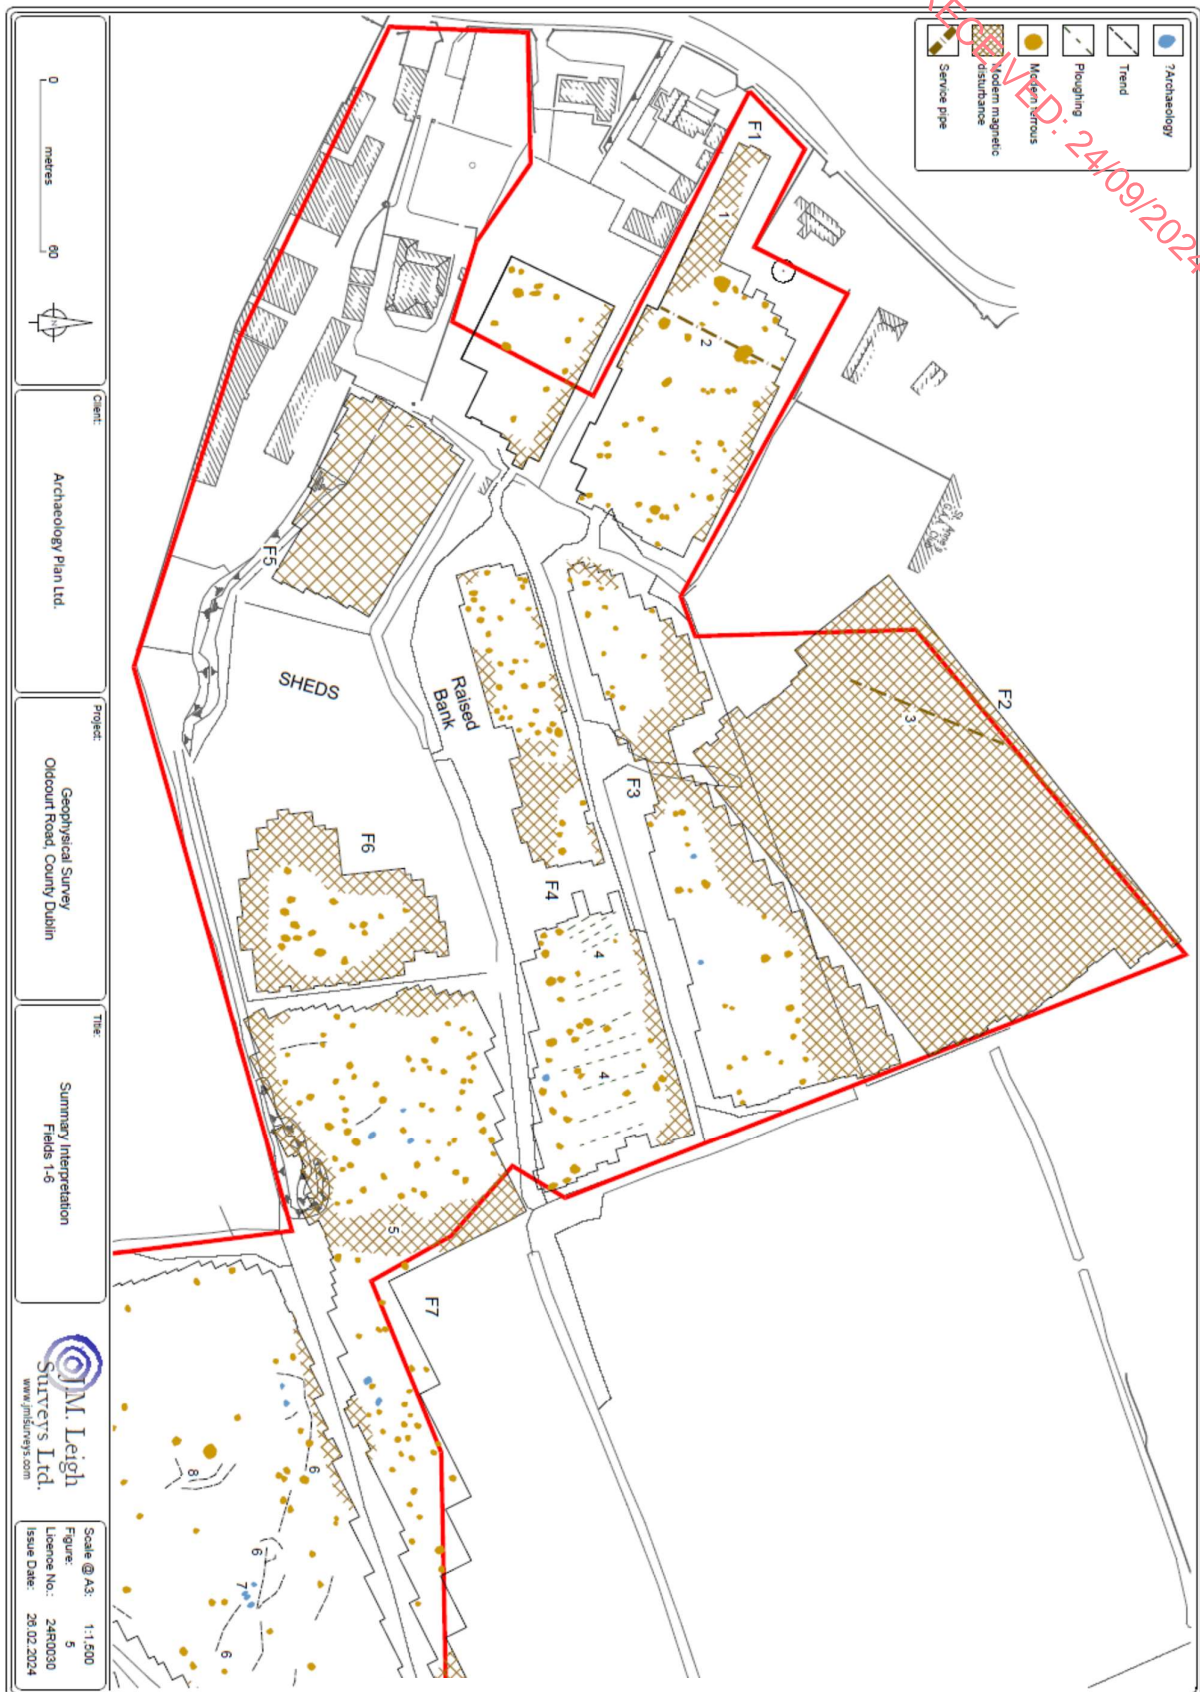 RECEIVED: 24/09/2024
?Archaeology
Trend
Ploughing
Modern ferrous
Modern magnetic
disturbance
Service pipe
F1
1
2
F2
3
F3
F4
4
4
F5
SHEDS
Raised
Bank
F6
5
F7
6
6
6
7
8
0
metres
60
N
Client:
Archaeology Plan Ltd.
Project:
Geophysical Survey
Oldcourt Road, County Dublin
Title:
Summary Interpretation
Fields 1-6
J.M. Leigh
Surveys Ltd.
www.jmlsurveys.com
Scale @ A3: 1:1,500
Figure: 5
Licence No.: 24R0030
Issue Date: 26.02.2024